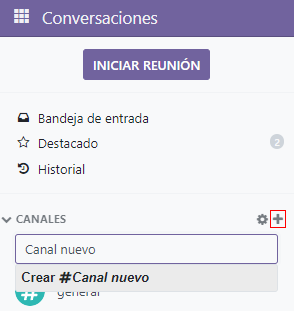 Conversaciones
INICIAR REUNIÓN
Bandeja de entrada
Destacado 2
Historial
CANALES
Canal nuevo
Crear #Canal nuevo
general